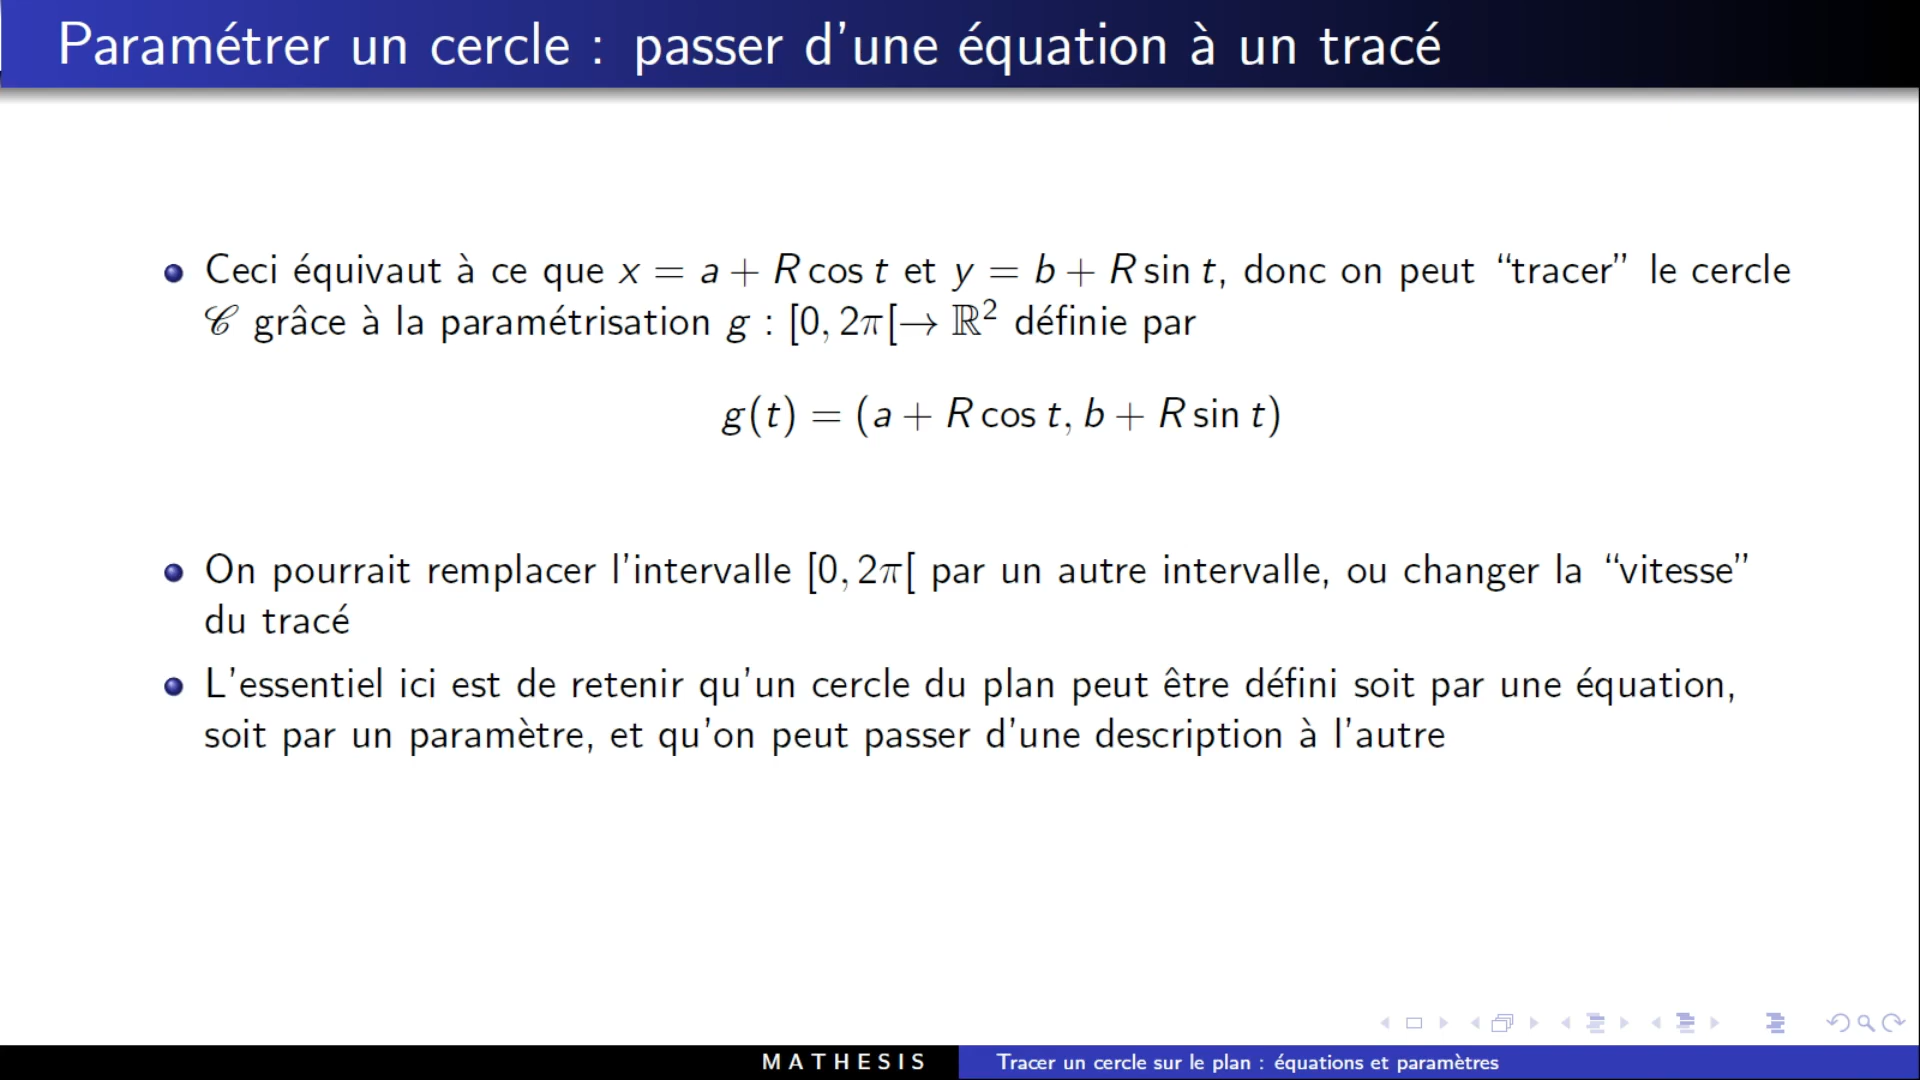 Paramétrer un cercle : passer d'une équation à un tracé
Ceci équivaut à ce que x = a + R cos t et y = b + R sin t, donc on peut “tracer” le cercle
𝒞 grâce à la paramétrisation g : [0, 2π[→ ℝ² définie par
g(t) = (a + R cos t, b + R sin t)
On pourrait remplacer l'intervalle [0, 2π[ par un autre intervalle, ou changer la “vitesse”
du tracé
L'essentiel ici est de retenir qu'un cercle du plan peut être défini soit par une équation,
soit par un paramètre, et qu'on peut passer d'une description à l'autre
MATHESIS
Tracer un cercle sur le plan : équations et paramètres